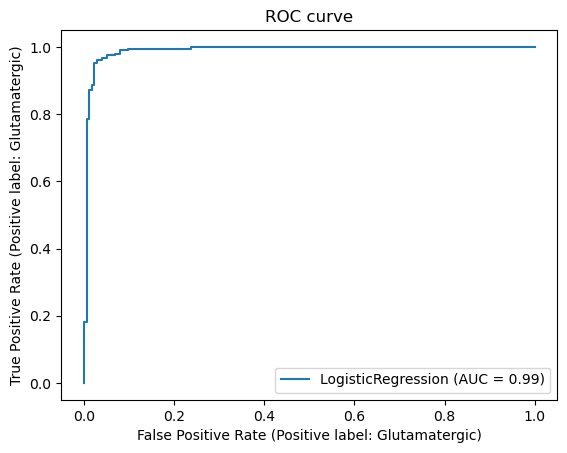 ROC curve
True Positive Rate (Positive label: Glutamatergic)
1.0
0.8
0.6
0.4
0.2
0.0
LogisticRegression (AUC = 0.99)
0.0 0.2 0.4 0.6 0.8 1.0
False Positive Rate (Positive label: Glutamatergic)